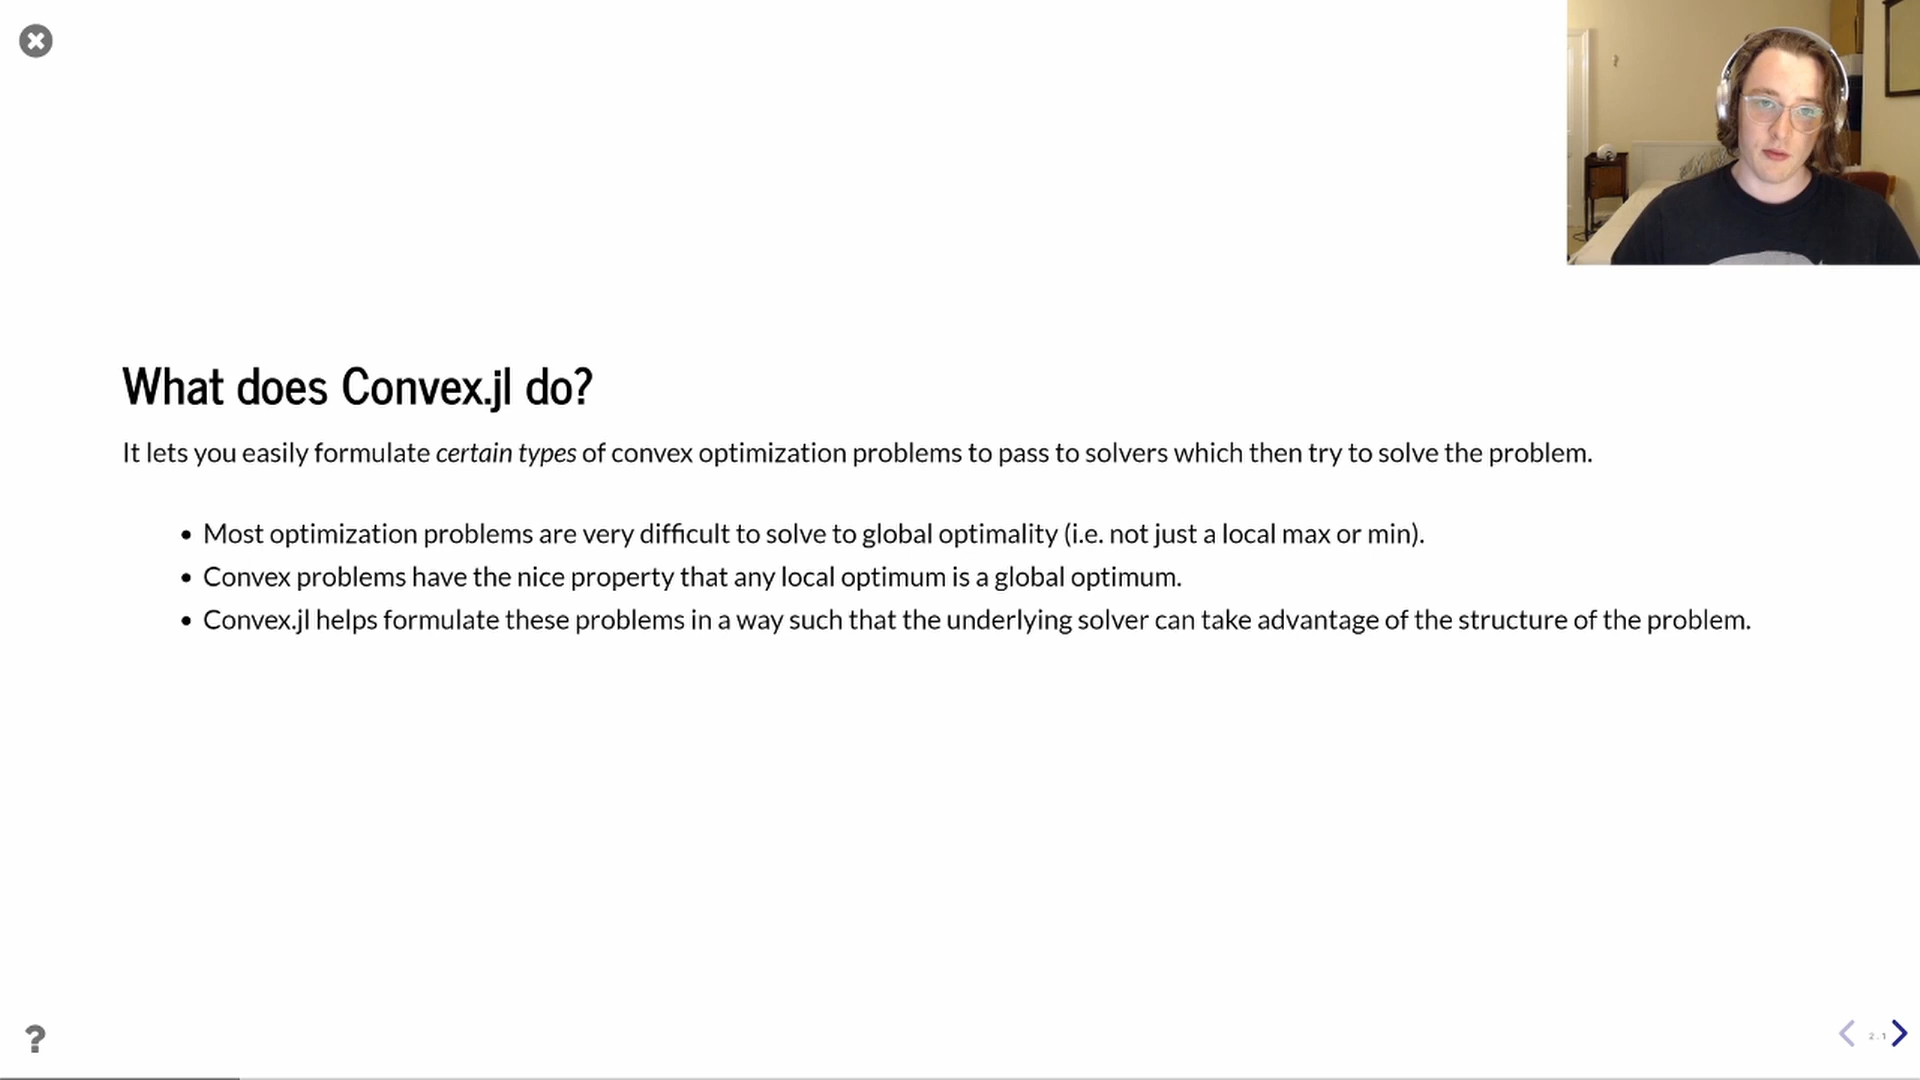 What does Convex.jl do?
It lets you easily formulate certain types of convex optimization problems to pass to solvers which then try to solve the problem.
• Most optimization problems are very difficult to solve to global optimality (i.e. not just a local max or min).
• Convex problems have the nice property that any local optimum is a global optimum.
• Convex.jl helps formulate these problems in a way such that the underlying solver can take advantage of the structure of the problem.
?
2.1